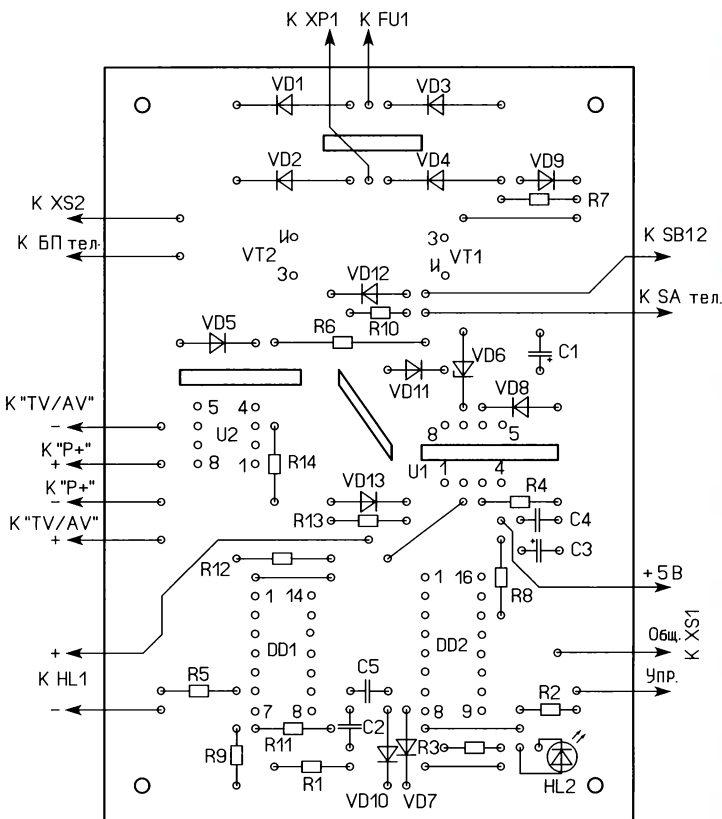 К XP1 К FU1
VD1 VD3
VD2 VD4 VD9
R7
К XS2
К БП тел.
И З
VT2 VT1
З И
К SB12
VD12
К SA тел.
R10
R6
VD5
VD6 C1
VD11
VD8
К "TV/AV"
−
5 4
U2
8 5
К "P+"
+
8 1
R14
U1
1 4
К "P+"
−
VD13
R4
R13
C4
К "TV/AV"
+
C3
R12
R8
+5 В
1 14
1 16
DD1
DD2
Общ.
К XS1
Упр.
+
К HL1
−
R5
C5
R2
7 8
8 9
C2
R11
R9
R3
R1
VD10 VD7
HL2